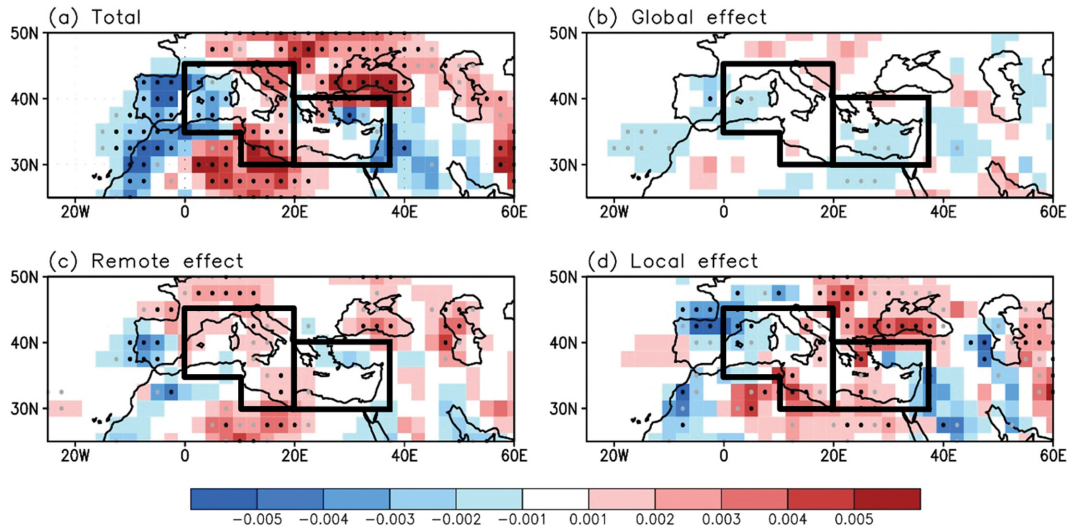 (a) Total
50N
40N
30N
20W 0 20E 40E 60E
(b) Global effect
50N
40N
30N
20W 0 20E 40E 60E
(c) Remote effect
50N
40N
30N
20W 0 20E 40E 60E
(d) Local effect
50N
40N
30N
20W 0 20E 40E 60E
-0.005 -0.004 -0.003 -0.002 -0.001 0.001 0.002 0.003 0.004 0.005